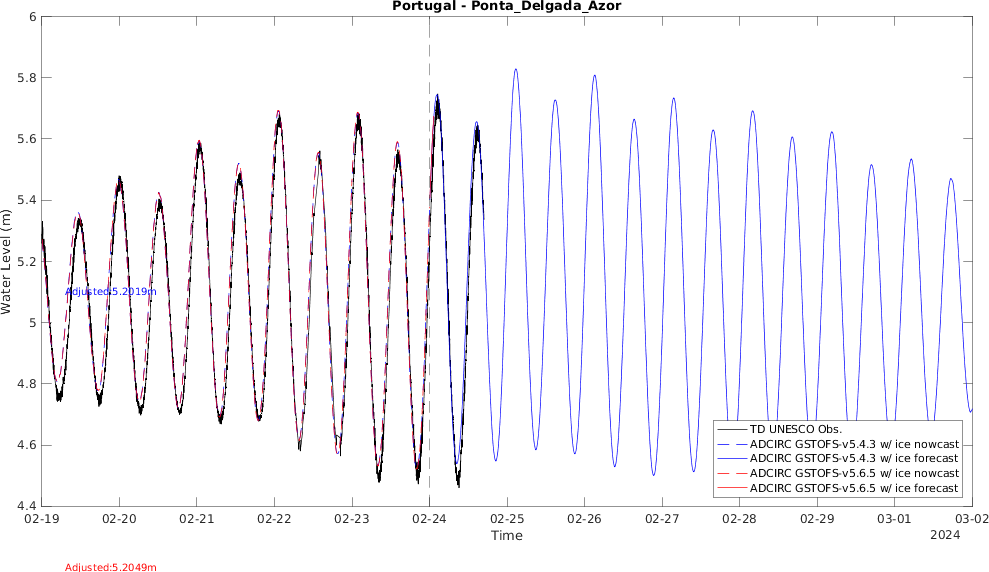 Portugal - Ponta_Delgada_Azor
6
5.8
5.6
5.4
5.2
5
4.8
4.6
4.4
Water Level (m)
Adjusted:5.2019m
TD UNESCO Obs.
ADCIRC GSTOFS-v5.4.3 w/ ice nowcast
ADCIRC GSTOFS-v5.4.3 w/ ice forecast
ADCIRC GSTOFS-v5.6.5 w/ ice nowcast
ADCIRC GSTOFS-v5.6.5 w/ ice forecast
02-19 02-20 02-21 02-22 02-23 02-24 02-25 02-26 02-27 02-28 02-29 03-01 03-02
Time
2024
Adjusted:5.2049m